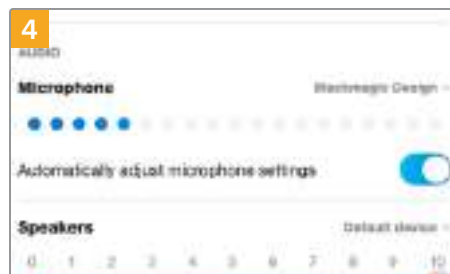 4
AUDIO
Microphone Blackmagic Design
Automatically adjust microphone settings
Speakers Default device
0 1 2 3 4 5 6 7 8 9 10